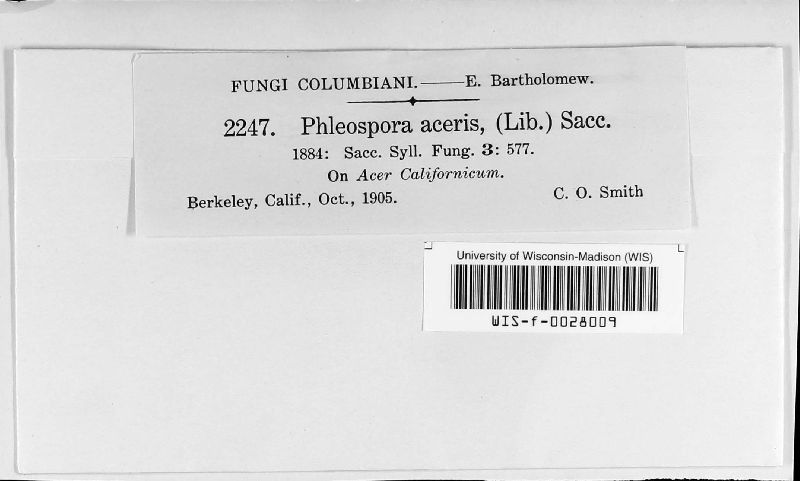 FUNGI COLUMBIANI.——E. Bartholomew.
2247. Phleospora aceris, (Lib.) Sacc.
1884: Sacc. Syll. Fung. 3: 577.
On Acer Californicum.
Berkeley, Calif., Oct., 1905. C. O. Smith
University of Wisconsin-Madison (WIS)
WIS-f-0028009